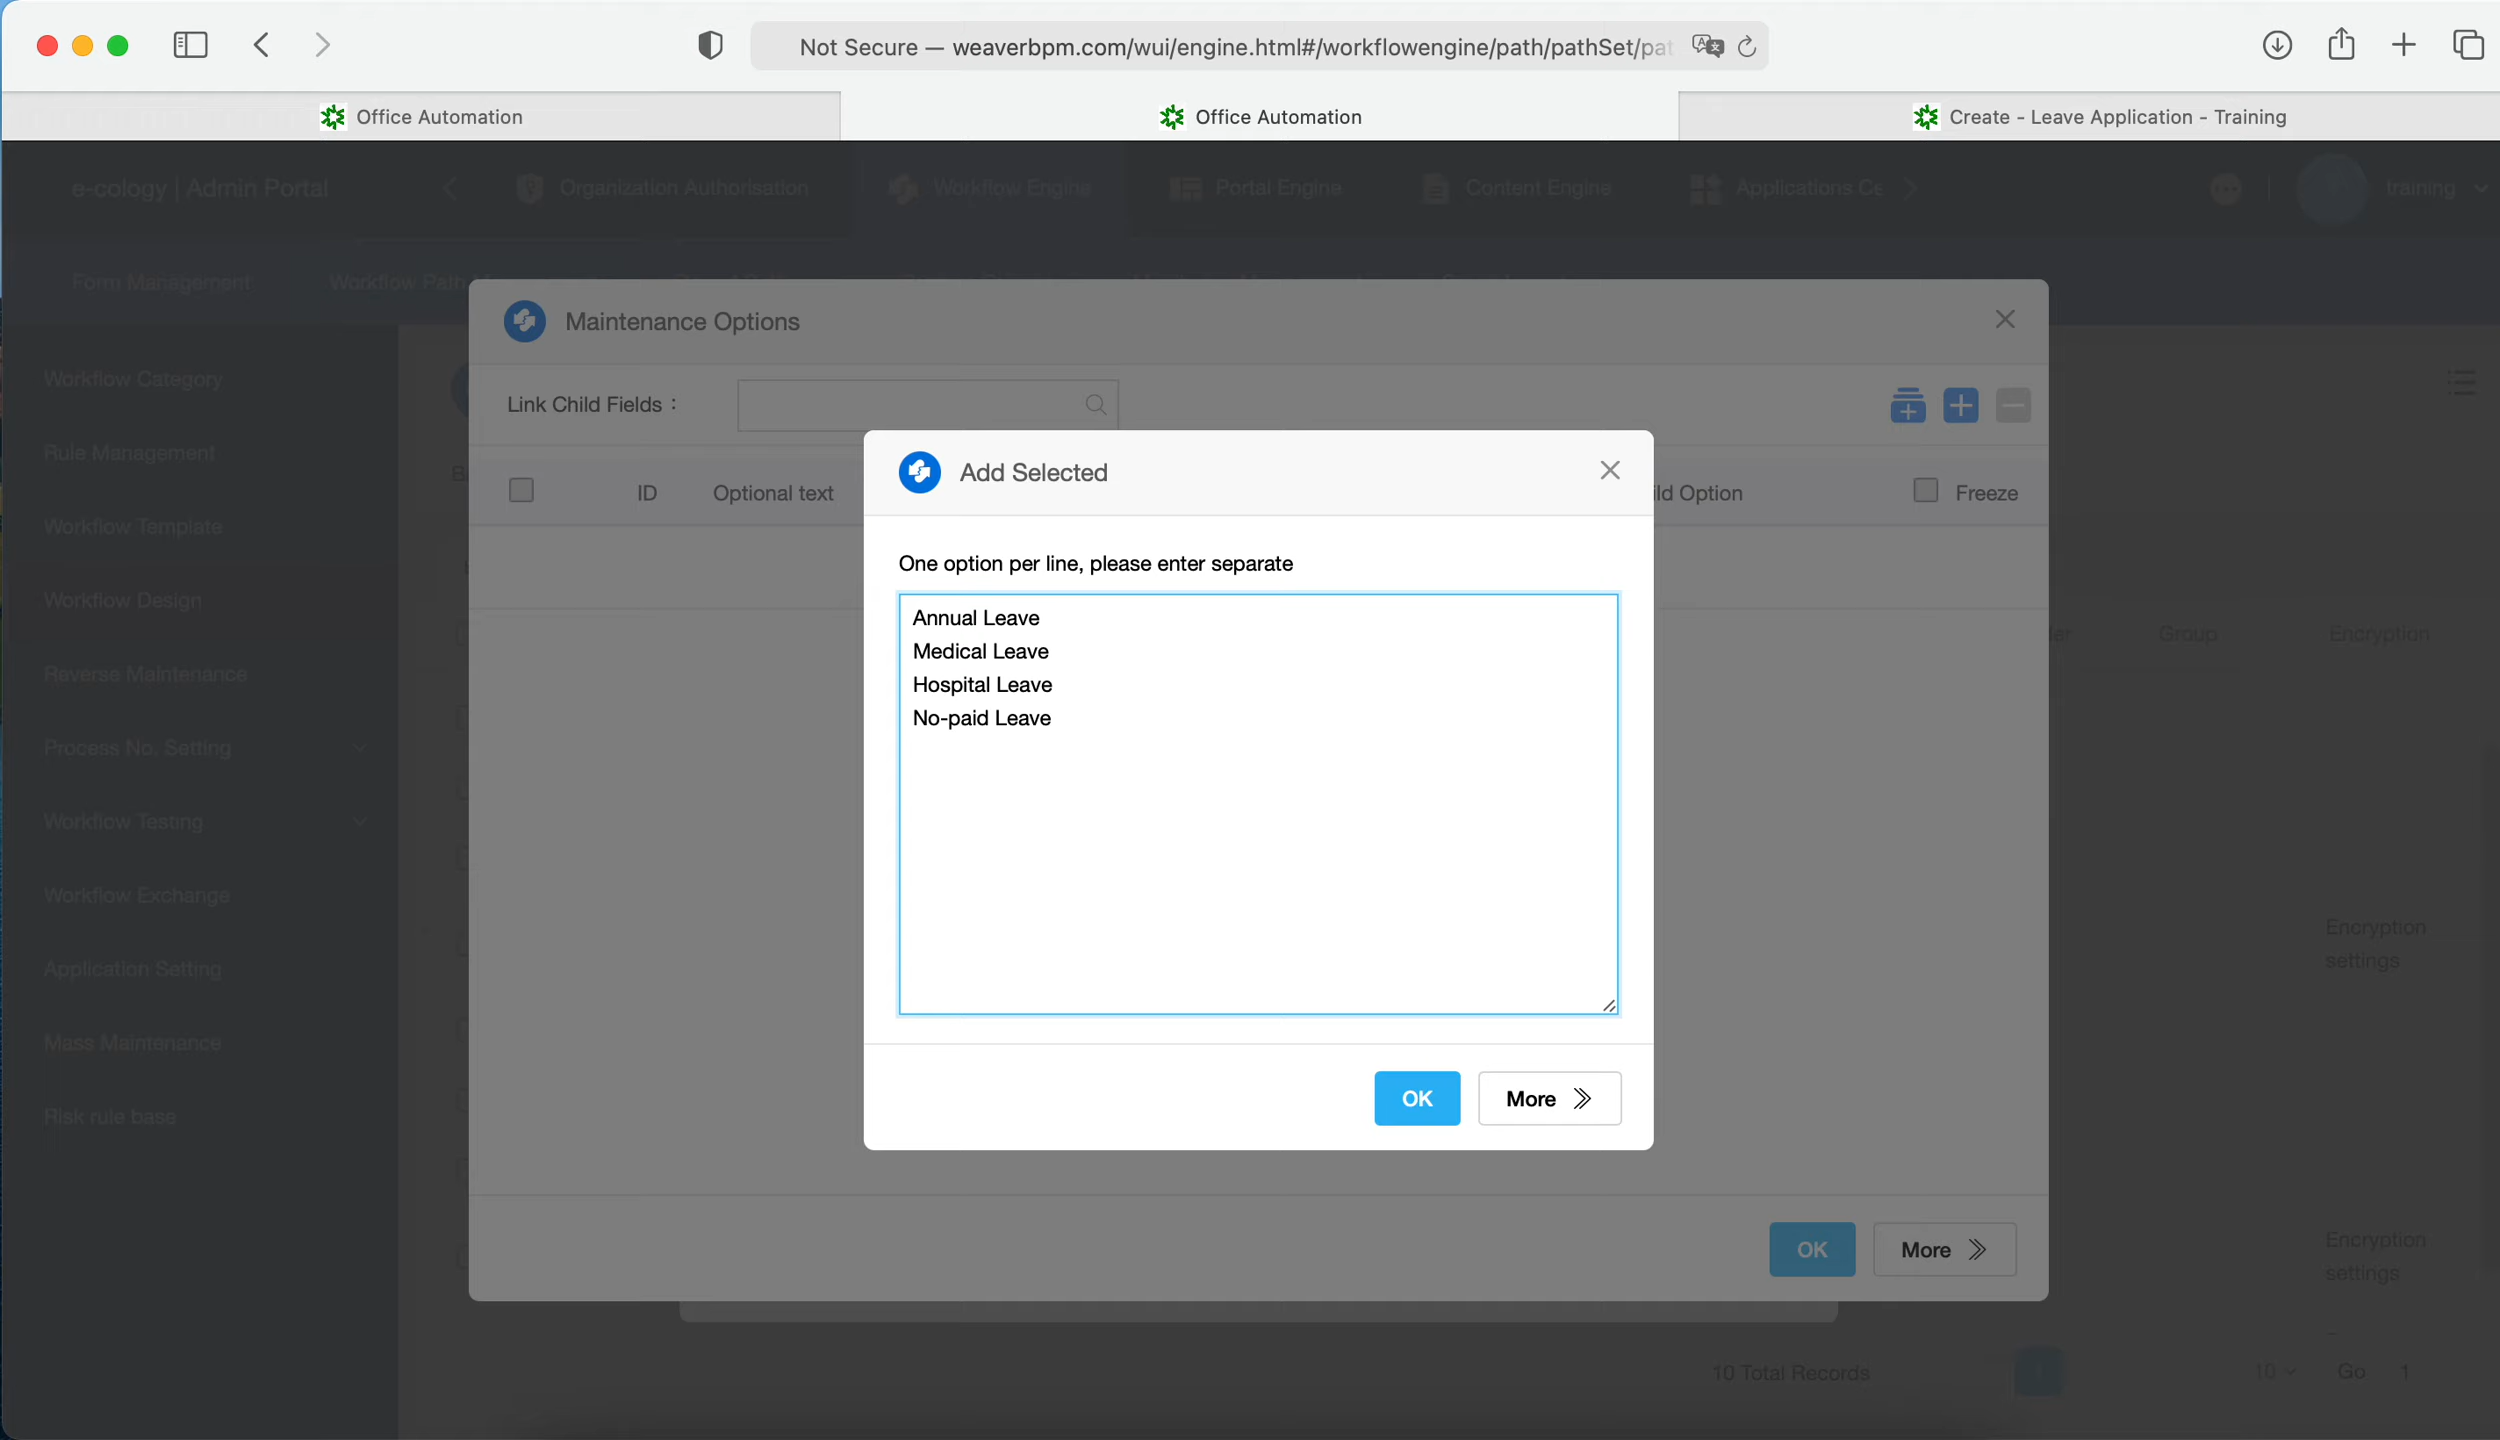 Not Secure — weaverbpm.com/wui/engine.html#/workflowengine/path/pathSet/pat
Office Automation
Office Automation
Create - Leave Application - Training
e-cology | Admin Portal
Organization Authorisation
Workflow Engine
Portal Engine
Content Engine
Applications Ce
training
Form Management
Workflow Path
Maintenance Options
Workflow Category
Link Child Fields :
Rule Management
Add Selected
ID
Optional text
ild Option
Freeze
Workflow Template
One option per line, please enter separate
Workflow Design
Annual Leave
Medical Leave
Hospital Leave
No-paid Leave
Group
Encryption
Reverse Maintenance
Process No. Setting
Workflow Testing
Workflow Exchange
Encryption
settings
Application Setting
Mass Maintenance
OK
More
Risk rule base
OK
More
Encryption
settings
10 Total Records
1
10
Go
1